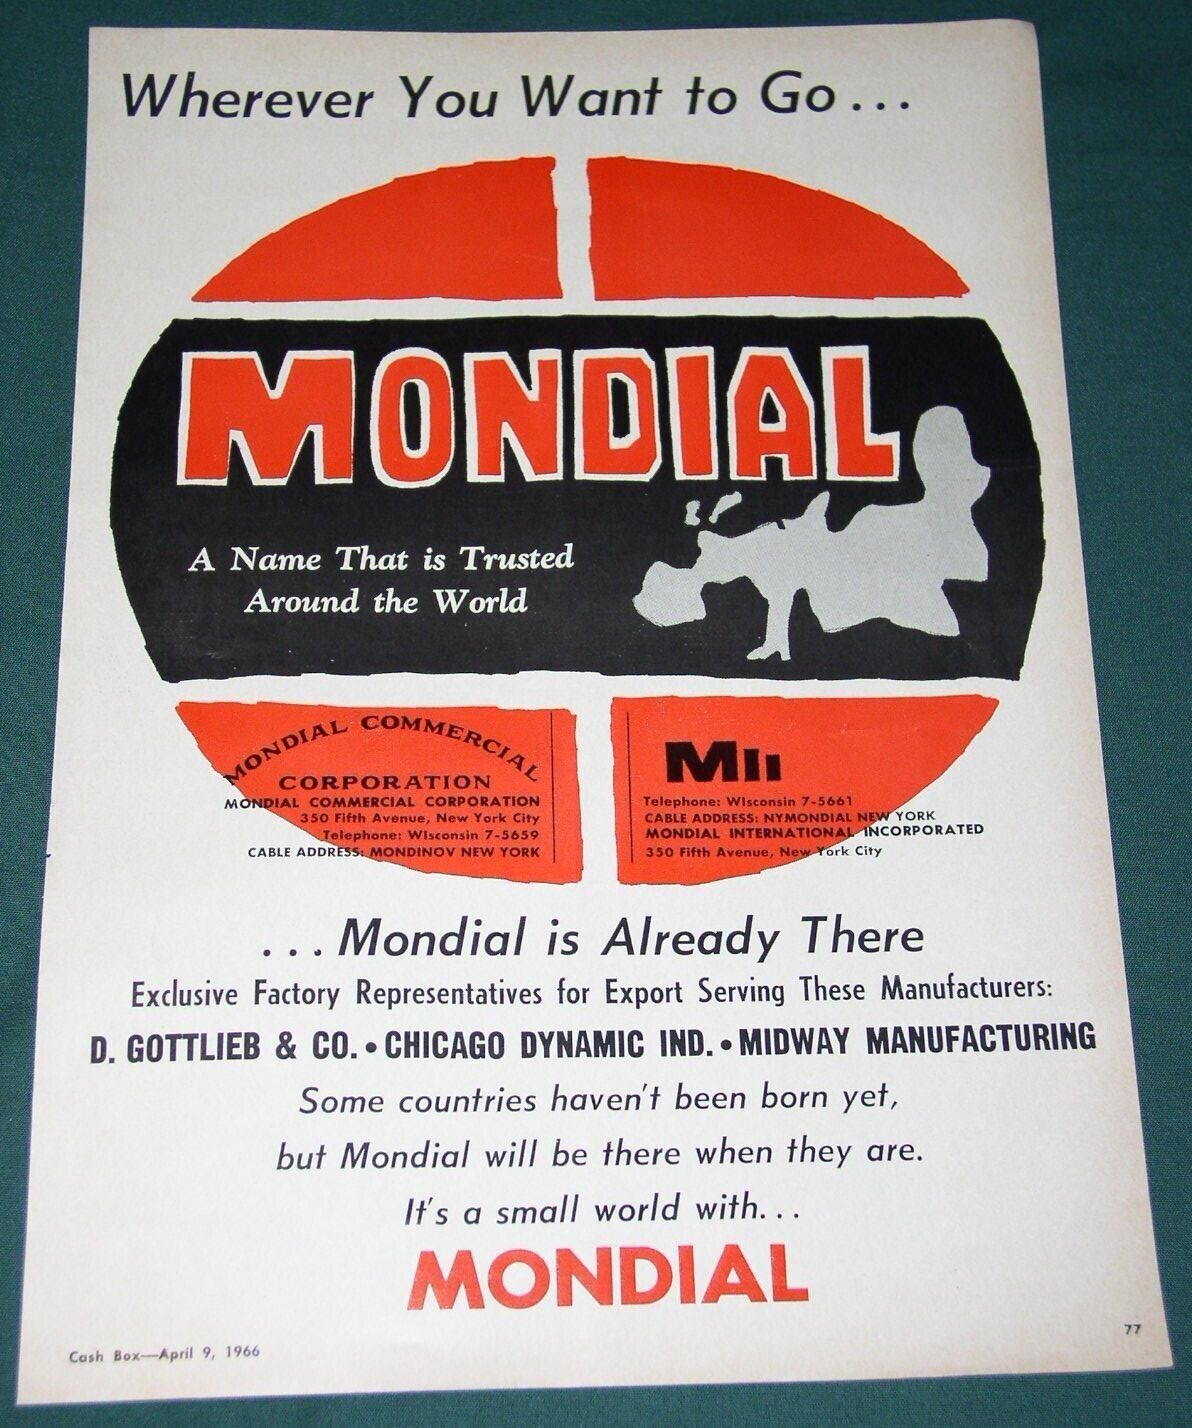 Wherever You Want to Go...
MONDIAL
A Name That is Trusted
Around the World
MONDIAL COMMERCIAL
CORPORATION
MONDIAL COMMERCIAL CORPORATION
350 Fifth Avenue, New York City
Telephone: WIsconsin 7-5659
CABLE ADDRESS: MONDINOV NEW YORK
MII
Telephone: WIsconsin 7-5661
CABLE ADDRESS: NYMONDIAL NEW YORK
MONDIAL INTERNATIONAL INCORPORATED
350 Fifth Avenue, New York City
...Mondial is Already There
Exclusive Factory Representatives for Export Serving These Manufacturers:
D. GOTTLIEB & CO. • CHICAGO DYNAMIC IND. • MIDWAY MANUFACTURING
Some countries haven't been born yet,
but Mondial will be there when they are.
It's a small world with...
MONDIAL
77
Cash Box—April 9, 1966